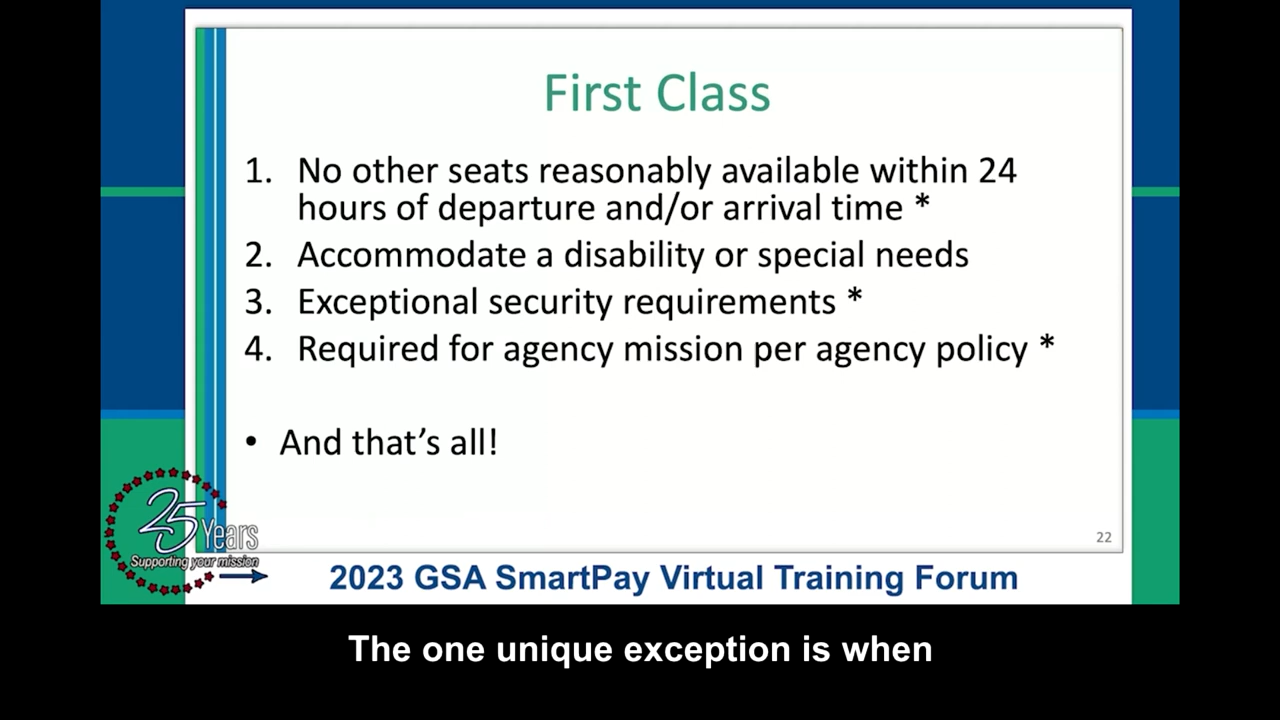 First Class
1. No other seats reasonably available within 24
hours of departure and/or arrival time *
2. Accommodate a disability or special needs
3. Exceptional security requirements *
4. Required for agency mission per agency policy *
• And that’s all!
25 Years
Supporting your mission
22
2023 GSA SmartPay Virtual Training Forum
The one unique exception is when